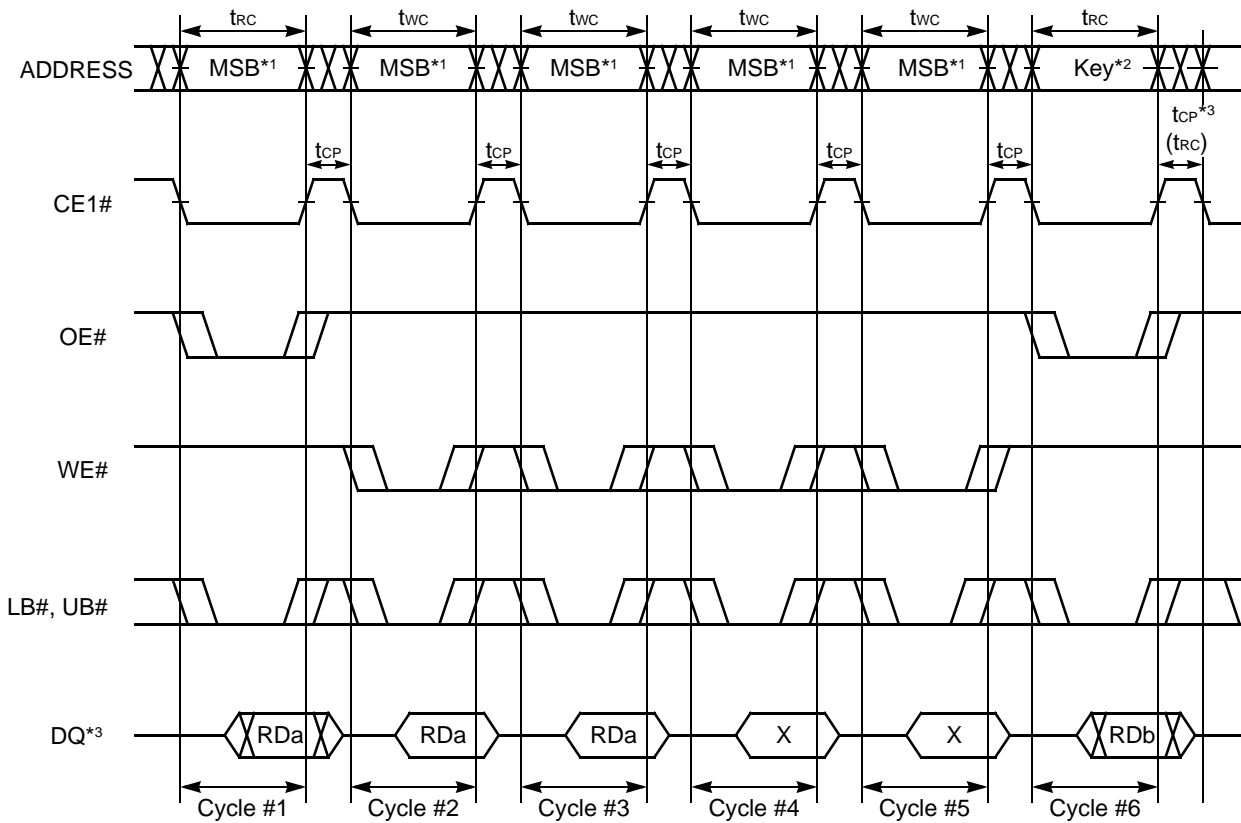 tRC tWC tWC tWC tWC tRC
ADDRESS MSB*1 MSB*1 MSB*1 MSB*1 MSB*1 Key*2
tCP*3
(tRC)
tCP tCP tCP tCP tCP
CE1#
OE#
WE#
LB#, UB#
DQ*3 RDa RDa RDa X X RDb
Cycle #1 Cycle #2 Cycle #3 Cycle #4 Cycle #5 Cycle #6